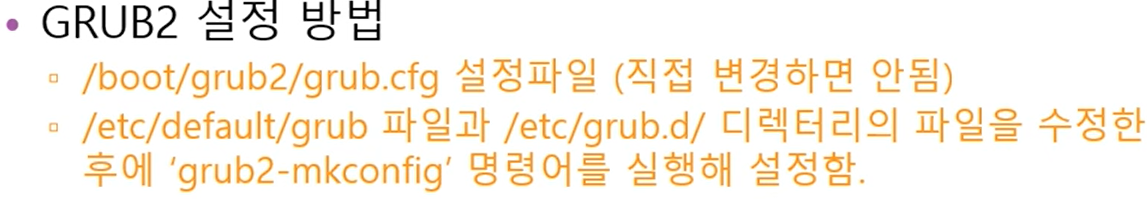 • GRUB2 설정 방법
▫ /boot/grub2/grub.cfg 설정파일 (직접 변경하면 안됨)
▫ /etc/default/grub 파일과 /etc/grub.d/ 디렉터리의 파일을 수정한
후에 ‘grub2-mkconfig’ 명령어를 실행해 설정함.